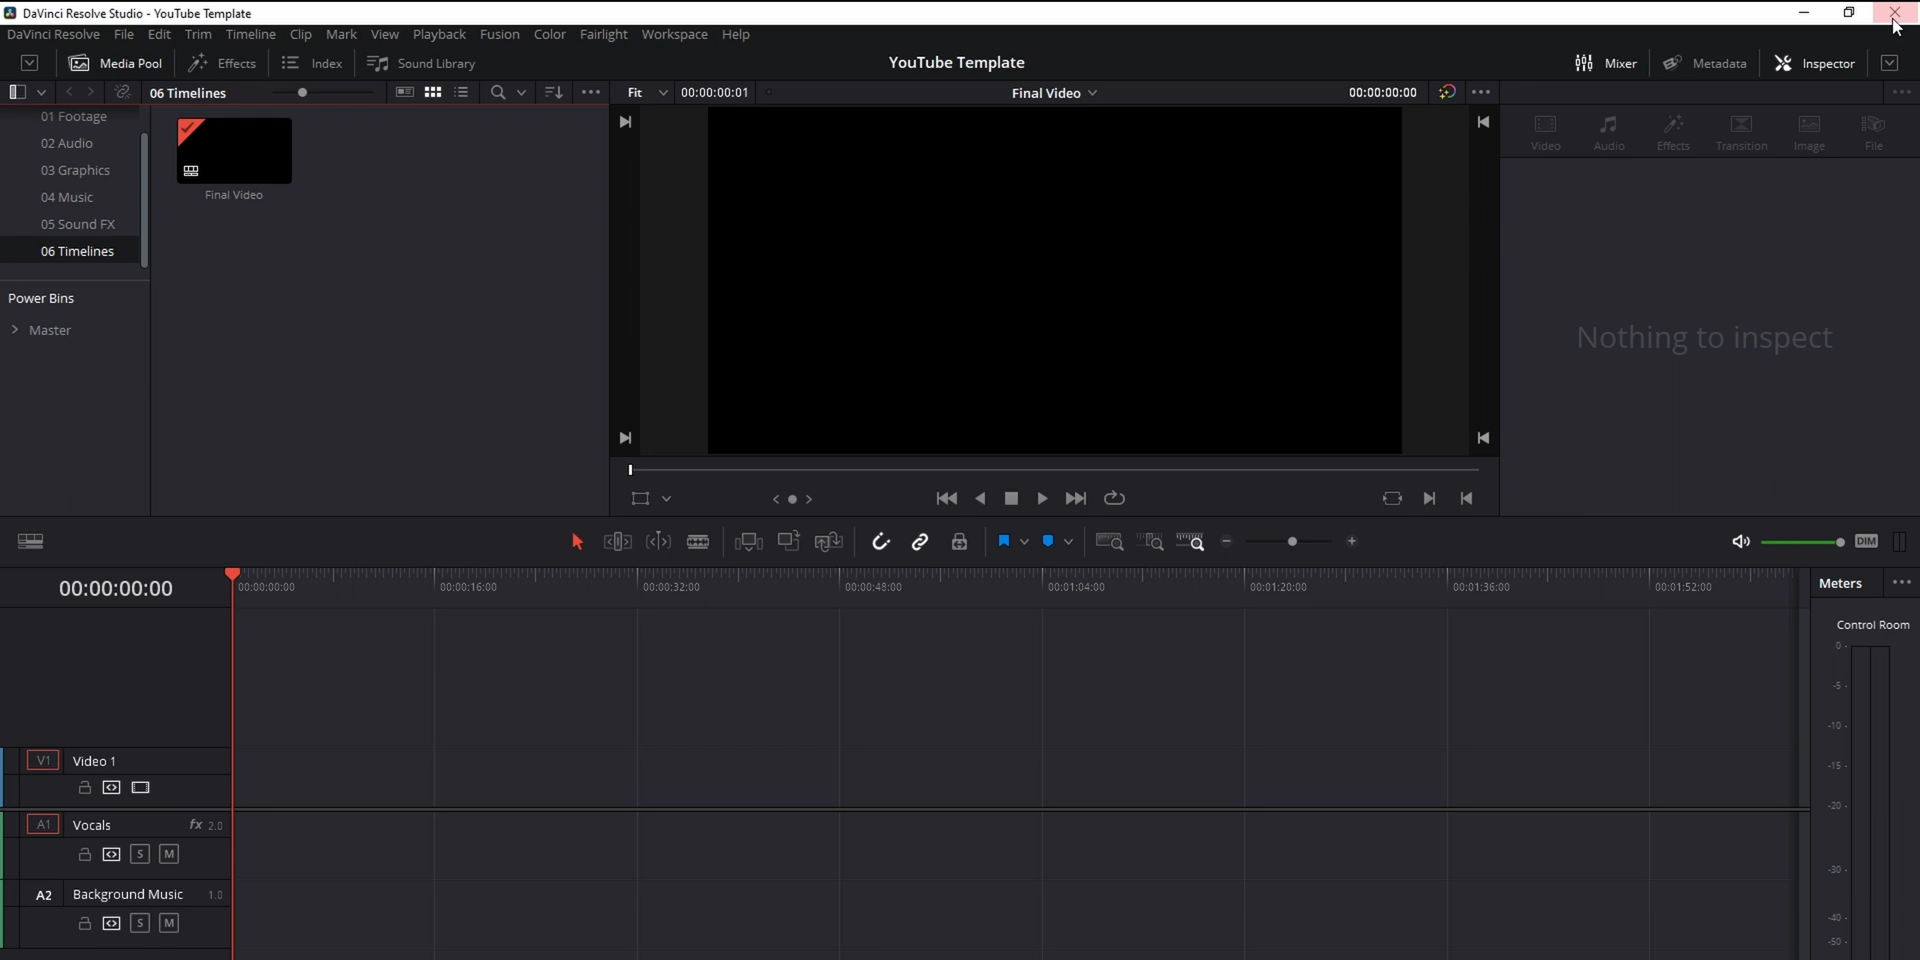 DaVinci Resolve Studio - YouTube Template
DaVinci Resolve File Edit Trim Timeline Clip Mark View Playback Fusion Color Fairlight Workspace Help
Media Pool Effects Index Sound Library YouTube Template Mixer Metadata Inspector
06 Timelines Fit 00:00:00:01 Final Video 00:00:00:00
01 Footage
02 Audio
03 Graphics
04 Music
05 Sound FX
06 Timelines
Power Bins
Master
Final Video
Video Audio Effects Transition Image File
Nothing to inspect
DIM
00:00:00:00
00:00:00:00 00:00:16:00 00:00:32:00 00:00:48:00 00:01:04:00 00:01:20:00 00:01:36:00 00:01:52:00
Meters
Control Room
0 -
-5 -
-10 -
-15 -
-20 -
-30 -
-40 -
-50 -
V1 Video 1
A1 Vocals fx 2.0
S M
A2 Background Music 1.0
S M